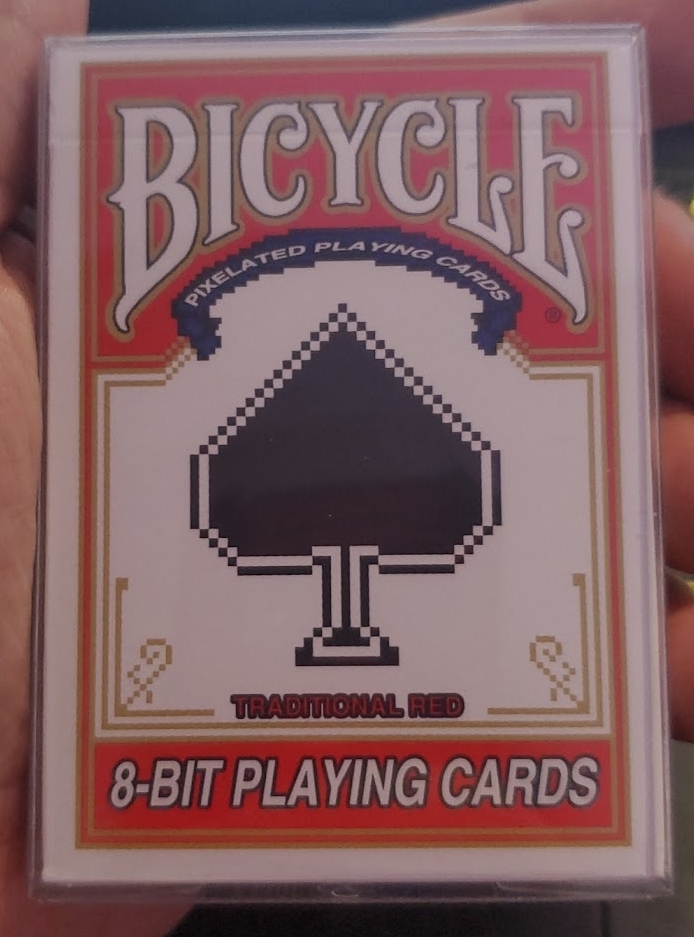 BICYCLE
®
PIXELATED PLAYING CARDS
TRADITIONAL RED
8-BIT PLAYING CARDS